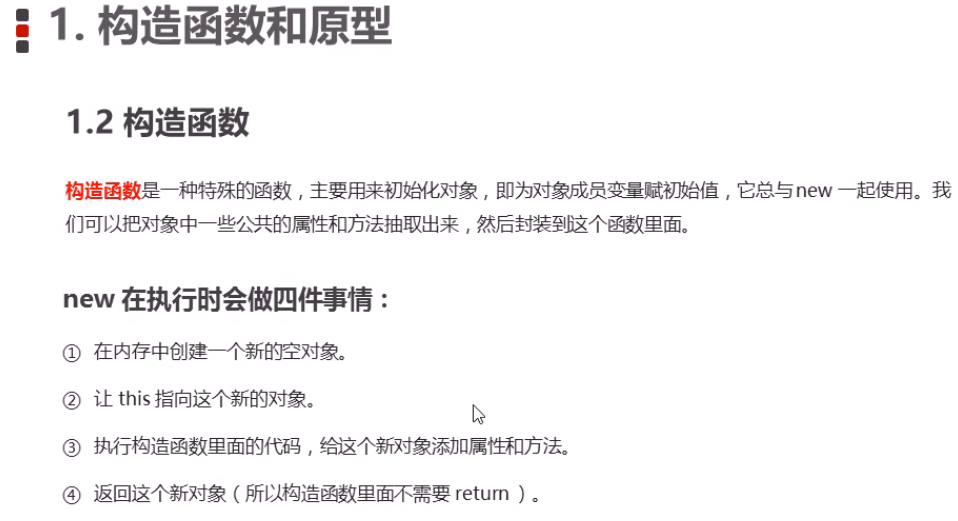 1. 构造函数和原型
1.2 构造函数
构造函数是一种特殊的函数，主要用来初始化对象，即为对象成员变量赋初始值，它总与new 一起使用。我
们可以把对象中一些公共的属性和方法抽取出来，然后封装到这个函数里面。
new 在执行时会做四件事情：
① 在内存中创建一个新的空对象。
② 让 this 指向这个新的对象。
③ 执行构造函数里面的代码，给这个新对象添加属性和方法。
④ 返回这个新对象（所以构造函数里面不需要 return ）。